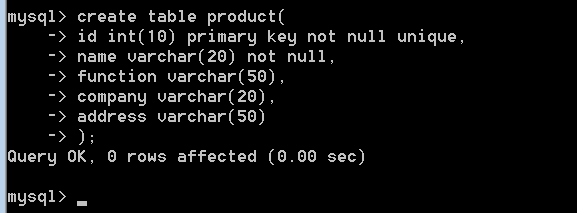 mysql> create table product(
    -> id int(10) primary key not null unique,
    -> name varchar(20) not null,
    -> function varchar(50),
    -> company varchar(20),
    -> address varchar(50)
    -> );
Query OK, 0 rows affected (0.00 sec)
mysql> _